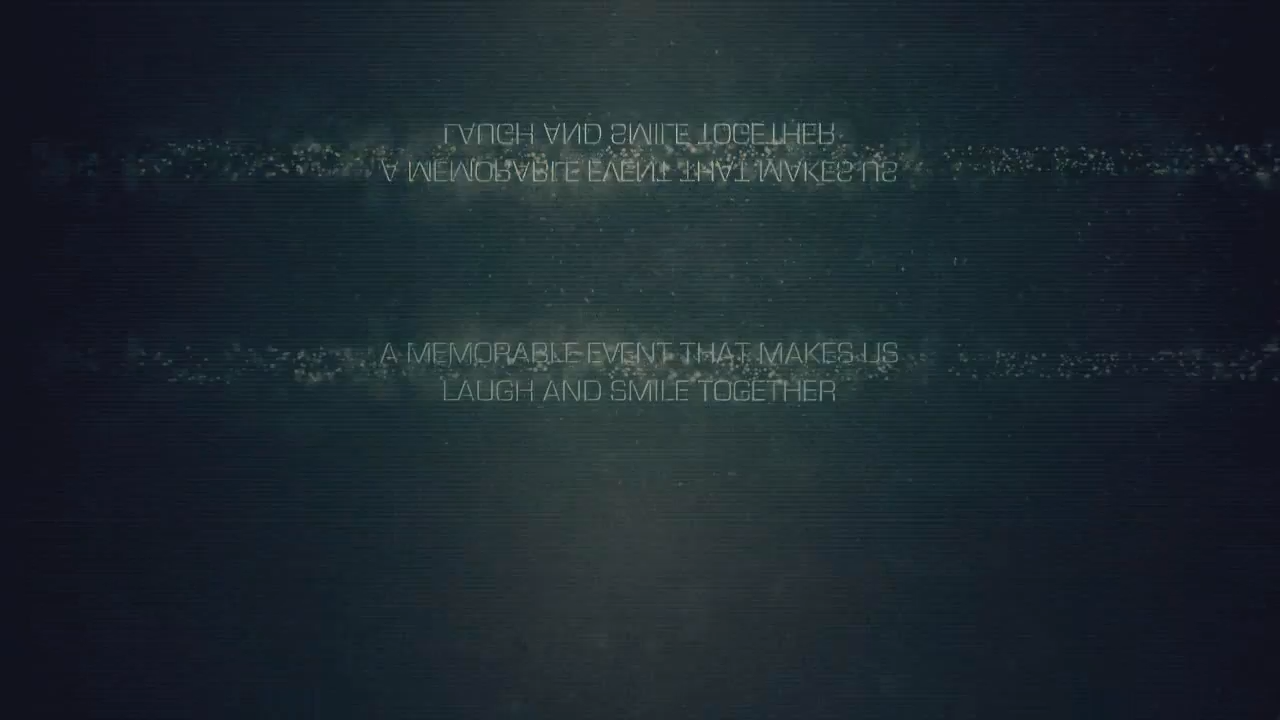 LAUGH AND SMILE TOGETHER
A MEMORABLE EVENT THAT MAKES US
A MEMORABLE EVENT THAT MAKES US
LAUGH AND SMILE TOGETHER